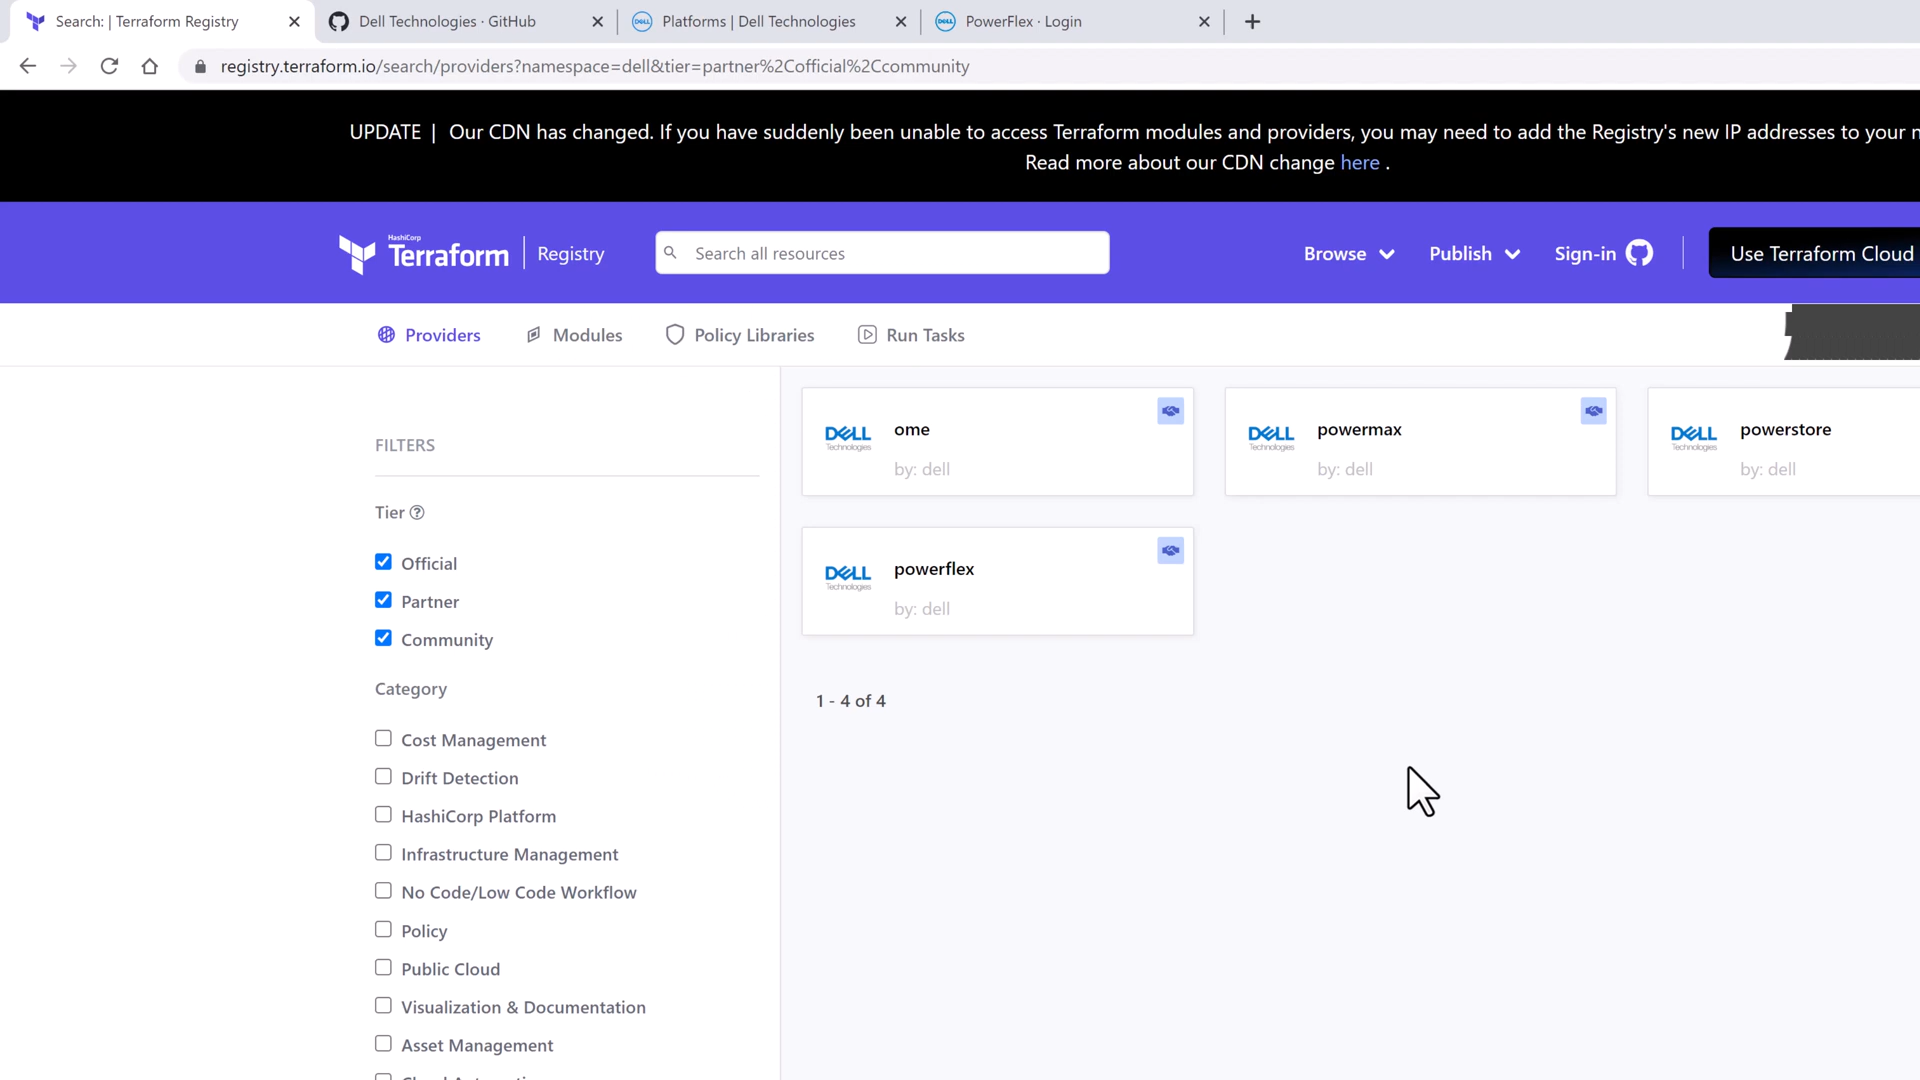 Search: | Terraform Registry
Dell Technologies · GitHub
Platforms | Dell Technologies
PowerFlex · Login
registry.terraform.io/search/providers?namespace=dell&tier=partner%2Cofficial%2Ccommunity
UPDATE | Our CDN has changed. If you have suddenly been unable to access Terraform modules and providers, you may need to add the Registry's new IP addresses to your
Read more about our CDN change here .
HashiCorp
Terraform
Registry
Search all resources
Browse
Publish
Sign-in
Use Terraform Cloud
Providers
Modules
Policy Libraries
Run Tasks
FILTERS
Tier
Official
Partner
Community
Category
Cost Management
Drift Detection
HashiCorp Platform
Infrastructure Management
No Code/Low Code Workflow
Policy
Public Cloud
Visualization & Documentation
Asset Management
DELL Technologies
ome
by: dell
DELL Technologies
powermax
by: dell
DELL Technologies
powerstore
by: dell
DELL Technologies
powerflex
by: dell
1 - 4 of 4